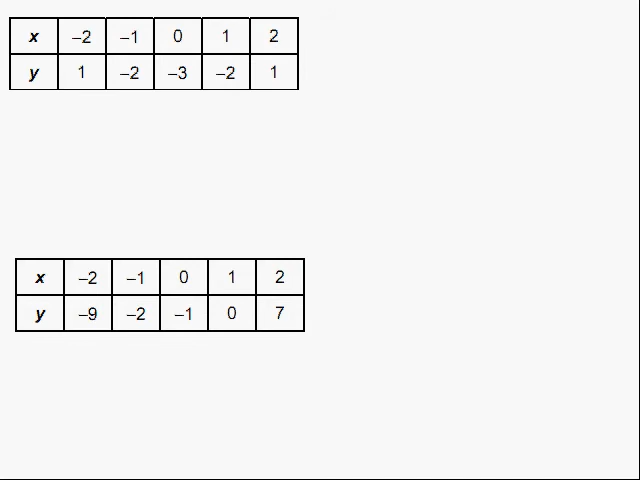 x –2 –1 0 1 2
y 1 –2 –3 –2 1
x –2 –1 0 1 2
y –9 –2 –1 0 7